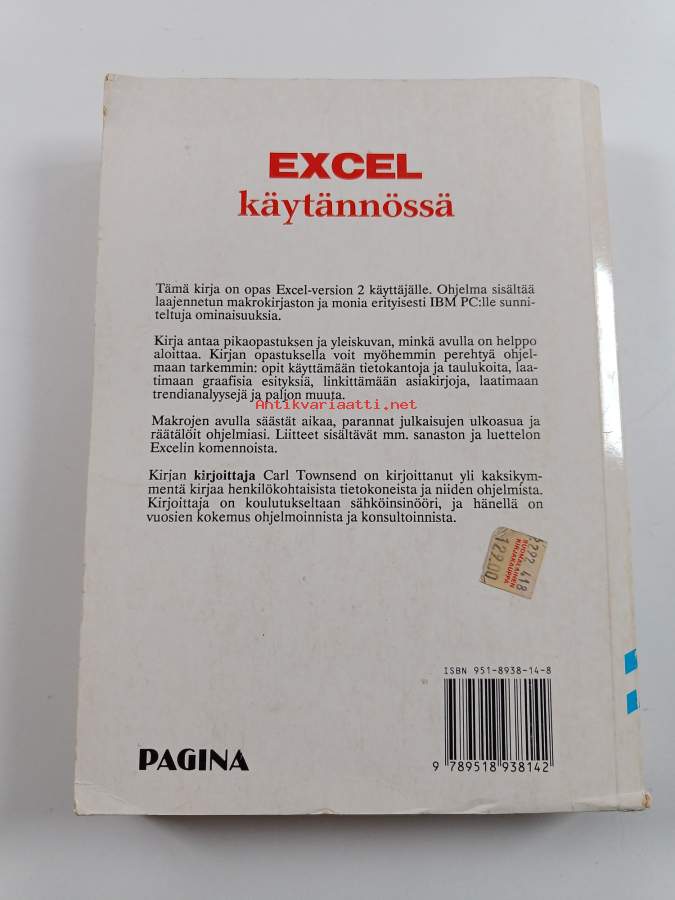 EXCEL
käytännössä
Tämä kirja on opas Excel-version 2 käyttäjälle. Ohjelma sisältää
laajennetun makrokirjaston ja monia erityisesti IBM PC:lle sunni-
teltuja ominaisuuksia.
Kirja antaa pikaopastuksen ja yleiskuvan, minkä avulla on helppo
aloittaa. Kirjan opastuksella voit myöhemmin perehtyä ohjel-
maan tarkemmin: opit käyttämään tietokantoja ja taulukoita, laa-
timaan graafisia esityksiä, linkittämään asiakirjoja, laatimaan
trendianalyysejä ja paljon muuta.
Antikvariaatti.net
Makrojen avulla säästät aikaa, parannat julkaisujen ulkoasua ja
räätälöit ohjelmiasi. Liitteet sisältävät mm. sanaston ja luettelon
Excelin komennoista.
Kirjan kirjoittaja Carl Townsend on kirjoittanut yli kaksikym-
mentä kirjaa henkilökohtaisista tietokoneista ja niiden ohjelmista.
Kirjoittaja on koulutukseltaan sähköinsinööri, ja hänellä on
vuosien kokemus ohjelmoinnista ja konsultoinnista.
5292 418
SUOMALAINEN
KIRJAKAUPPA
122.00
ISBN 951-8938-14-8
9 789518 938142
PAGINA